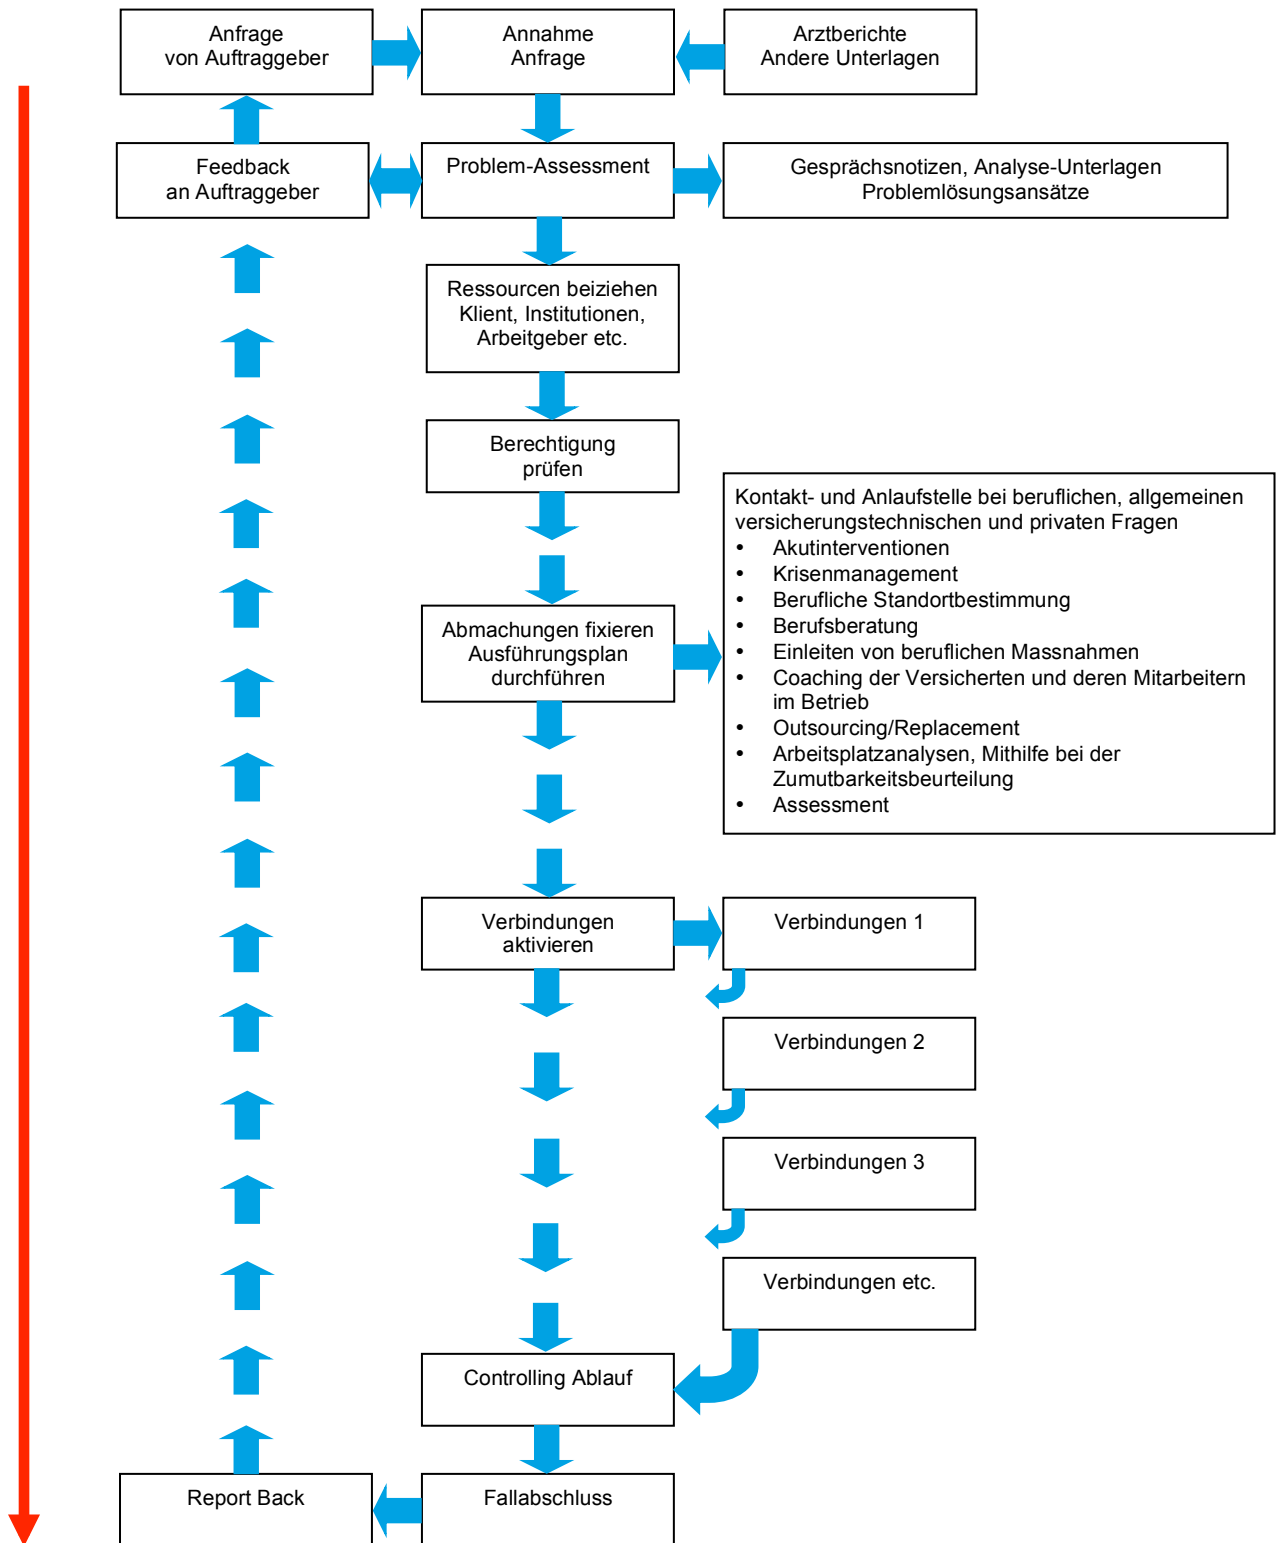 Anfrage
von Auftraggeber
Annahme
Anfrage
Arztberichte
Andere Unterlagen
Feedback
an Auftraggeber
Problem-Assessment
Gesprächsnotizen, Analyse-Unterlagen
Problemlösungsansätze
Ressourcen beiziehen
Klient, Institutionen,
Arbeitgeber etc.
Berechtigung
prüfen
Abmachungen fixieren
Ausführungsplan
durchführen
Kontakt- und Anlaufstelle bei beruflichen, allgemeinen
versicherungstechnischen und privaten Fragen
• Akutinterventionen
• Krisenmanagement
• Berufliche Standortbestimmung
• Berufsberatung
• Einleiten von beruflichen Massnahmen
• Coaching der Versicherten und deren Mitarbeitern
im Betrieb
• Outsourcing/Replacement
• Arbeitsplatzanalysen, Mithilfe bei der
Zumutbarkeitsbeurteilung
• Assessment
Verbindungen
aktivieren
Verbindungen 1
Verbindungen 2
Verbindungen 3
Verbindungen etc.
Controlling Ablauf
Report Back
Fallabschluss